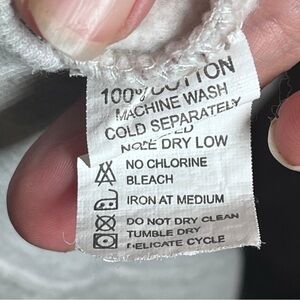 100% COTTON
MACHINE WASH
COLD SEPARATELY
DRY LOW
NO CHLORINE
BLEACH
IRON AT MEDIUM
DO NOT DRY CLEAN
TUMBLE DRY
DELICATE CYCLE